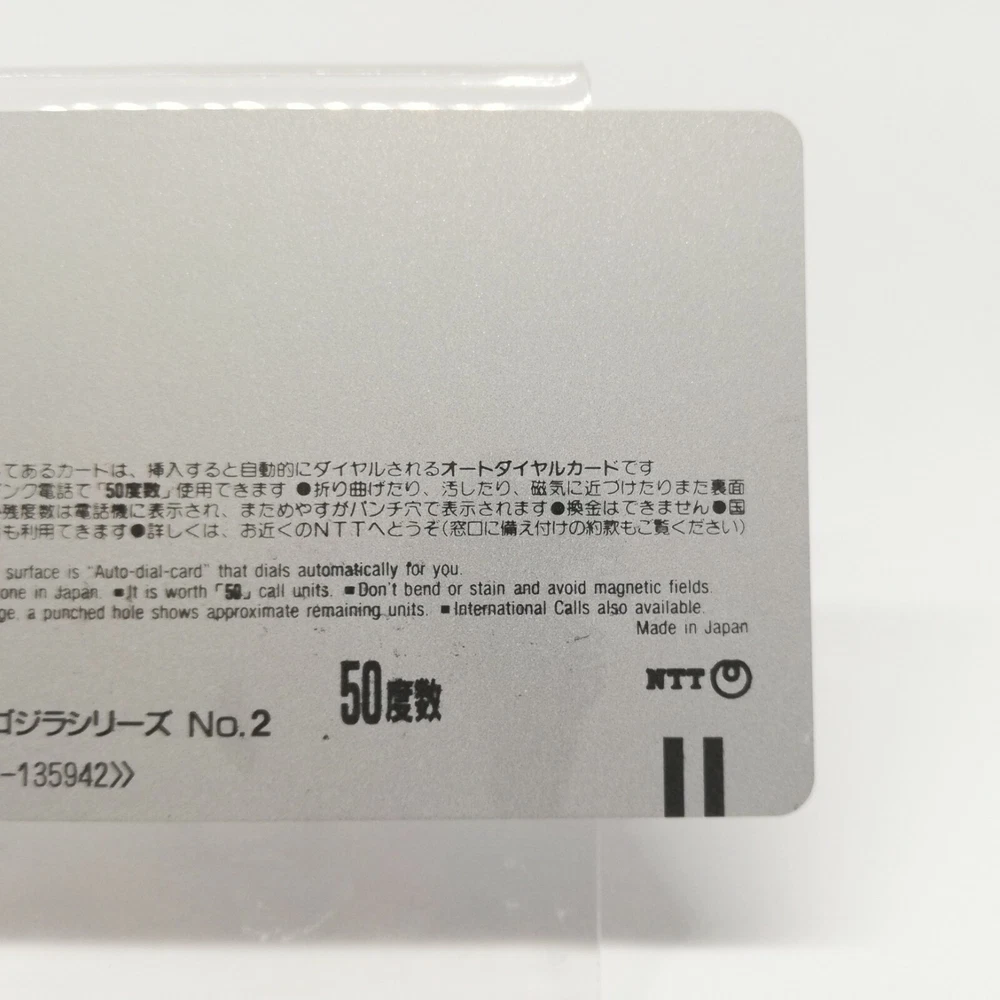 てあるカードは、挿入すると自動的にダイヤルされるオートダイヤルカードです
ンク電話で「50度数」使用できます ●折り曲げたり、汚したり、磁気に近づけたりまた裏面
残度数は電話機に表示され、まためやすがパンチ穴で表示されます●換金はできません●国
も利用できます●詳しくは、お近くのNTTへどうぞ(窓口に備え付けの約款もご覧ください)
surface is "Auto-dial-card" that dials automatically for you.
one in Japan. ■It is worth「50」call units. ■Don't bend or stain and avoid magnetic fields.
ge, a punched hole shows approximate remaining units. ■International Calls also available.
Made in Japan
50度数
NTT
ゴジラシリーズ No.2
-135942》